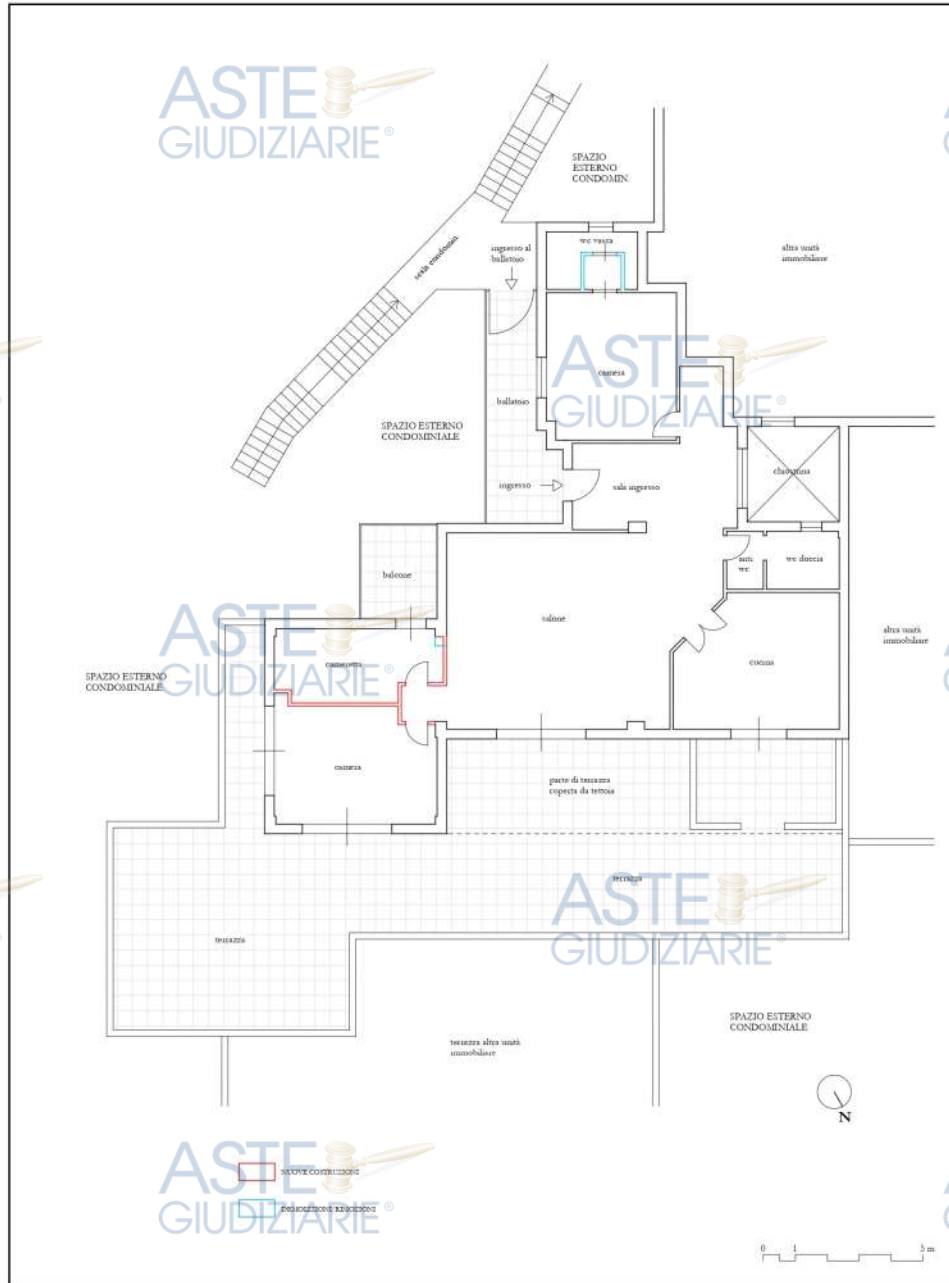 ASTE
GIUDIZIARIE®
SPAZIO
ESTERNO
CONDOMIN.
scala condomin.
ingresso al
ballatoio
wc vasca
altra unità
immobiliare
ASTE
GIUDIZIARIE®
camera
ballatoio
SPAZIO ESTERNO
CONDOMINIALE
ingresso
sala ingresso
chiostrina
anti
wc
wc doccia
balcone
salone
ASTE
GIUDIZIARIE®
cameretta
cucina
altra unità
immobiliare
SPAZIO ESTERNO
CONDOMINIALE
camera
parte di terrazza
coperta da tettoia
terrazza
ASTE
GIUDIZIARIE®
terrazza
SPAZIO ESTERNO
CONDOMINIALE
terrazza altra unità
immobiliare
N
ASTE
GIUDIZIARIE®
NUOVE COSTRUZIONI
DEMOLIZIONI/RIMOZIONI
0 1 5 m